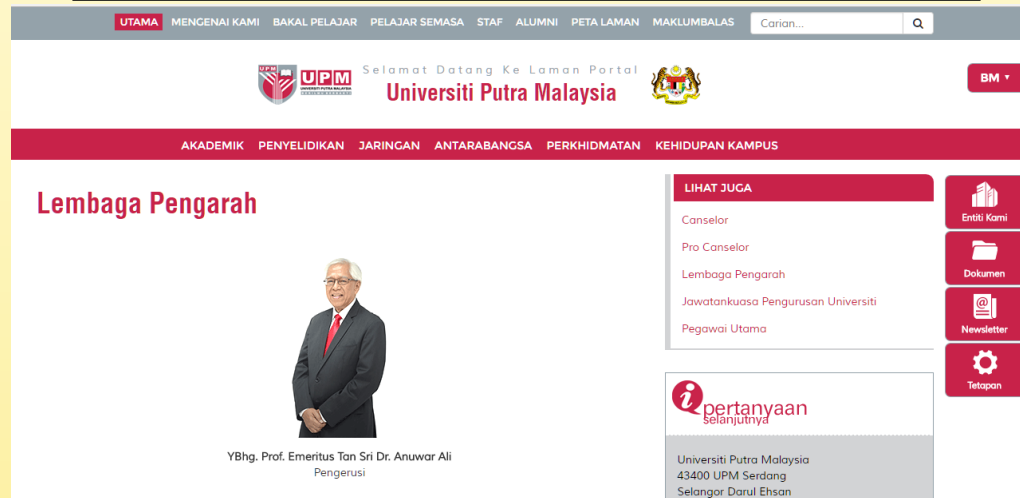 UTAMA MENGENAI KAMI BAKAL PELAJAR PELAJAR SEMASA STAF ALUMNI PETA LAMAN MAKLUMBALAS Carian...
UPM UPM Selamat Datang Ke Laman Portal
Universiti Putra Malaysia
BM
AKADEMIK PENYELIDIKAN JARINGAN ANTARABANGSA PERKHIDMATAN KEHIDUPAN KAMPUS
Lembaga Pengarah
YBhg. Prof. Emeritus Tan Sri Dr. Anuwar Ali
Pengerusi
LIHAT JUGA
Canselor
Pro Canselor
Lembaga Pengarah
Jawatankuasa Pengurusan Universiti
Pegawai Utama
i pertanyaan
selanjutnya
Universiti Putra Malaysia
43400 UPM Serdang
Selangor Darul Ehsan
Entiti Kami
Dokumen
@
Newsletter
Tetapan